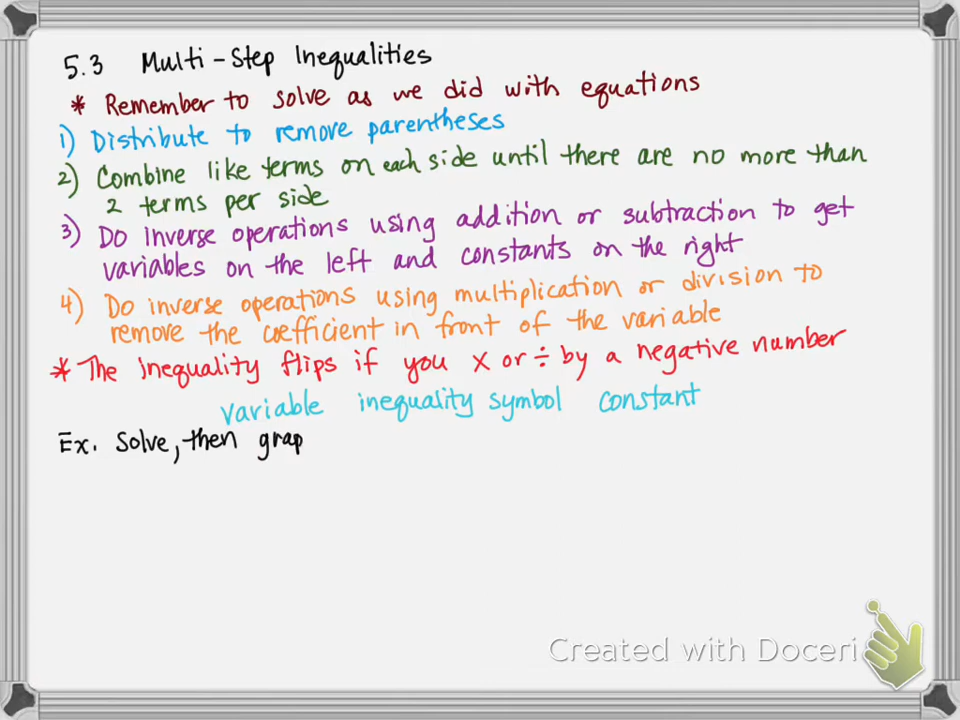 5.3 Multi-Step Inequalities
* Remember to solve as we did with equations
1) Distribute to remove parentheses
2) Combine like terms on each side until there are no more than
2 terms per side
3) Do inverse operations using addition or subtraction to get
variables on the left and constants on the right
4) Do inverse operations using multiplication or division to
remove the coefficient in front of the variable
* The inequality flips if you x or ÷ by a negative number
variable inequality symbol constant
Ex. Solve, then grap
Created with Doceri